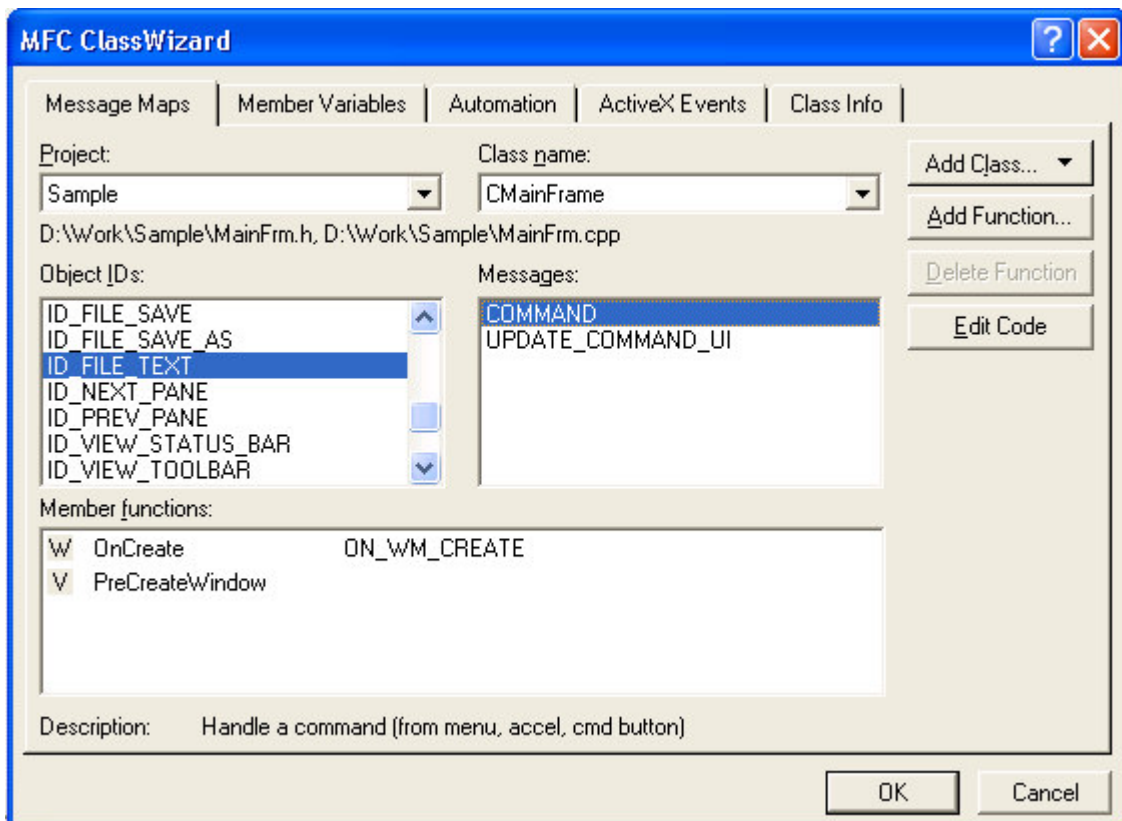 MFC ClassWizard
Message Maps
Member Variables
Automation
ActiveX Events
Class Info
Project:
Class name:
Add Class...
Sample
CMainFrame
Add Function...
D:\Work\Sample\MainFrm.h, D:\Work\Sample\MainFrm.cpp
Object IDs:
Messages:
Delete Function
ID_FILE_SAVE
ID_FILE_SAVE_AS
ID_FILE_TEXT
ID_NEXT_PANE
ID_PREV_PANE
ID_VIEW_STATUS_BAR
ID_VIEW_TOOLBAR
COMMAND
UPDATE_COMMAND_UI
Edit Code
Member functions:
W OnCreate ON_WM_CREATE
V PreCreateWindow
Description: Handle a command (from menu, accel, cmd button)
OK
Cancel